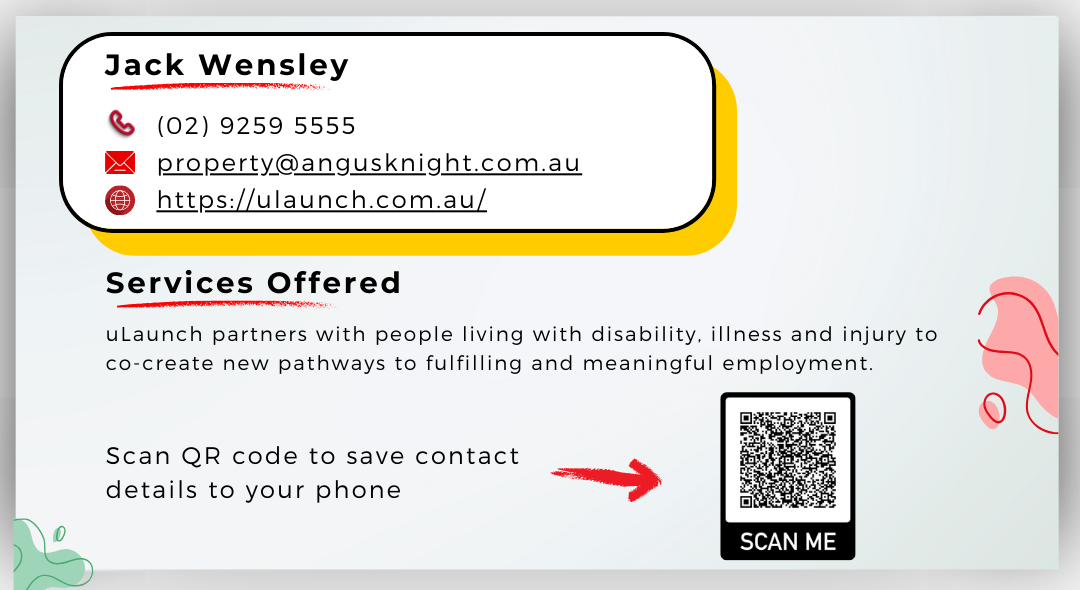 Jack Wensley
(02) 9259 5555
property@angusknight.com.au
https://ulaunch.com.au/
Services Offered
uLaunch partners with people living with disability, illness and injury to
co-create new pathways to fulfilling and meaningful employment.
Scan QR code to save contact
details to your phone
SCAN ME